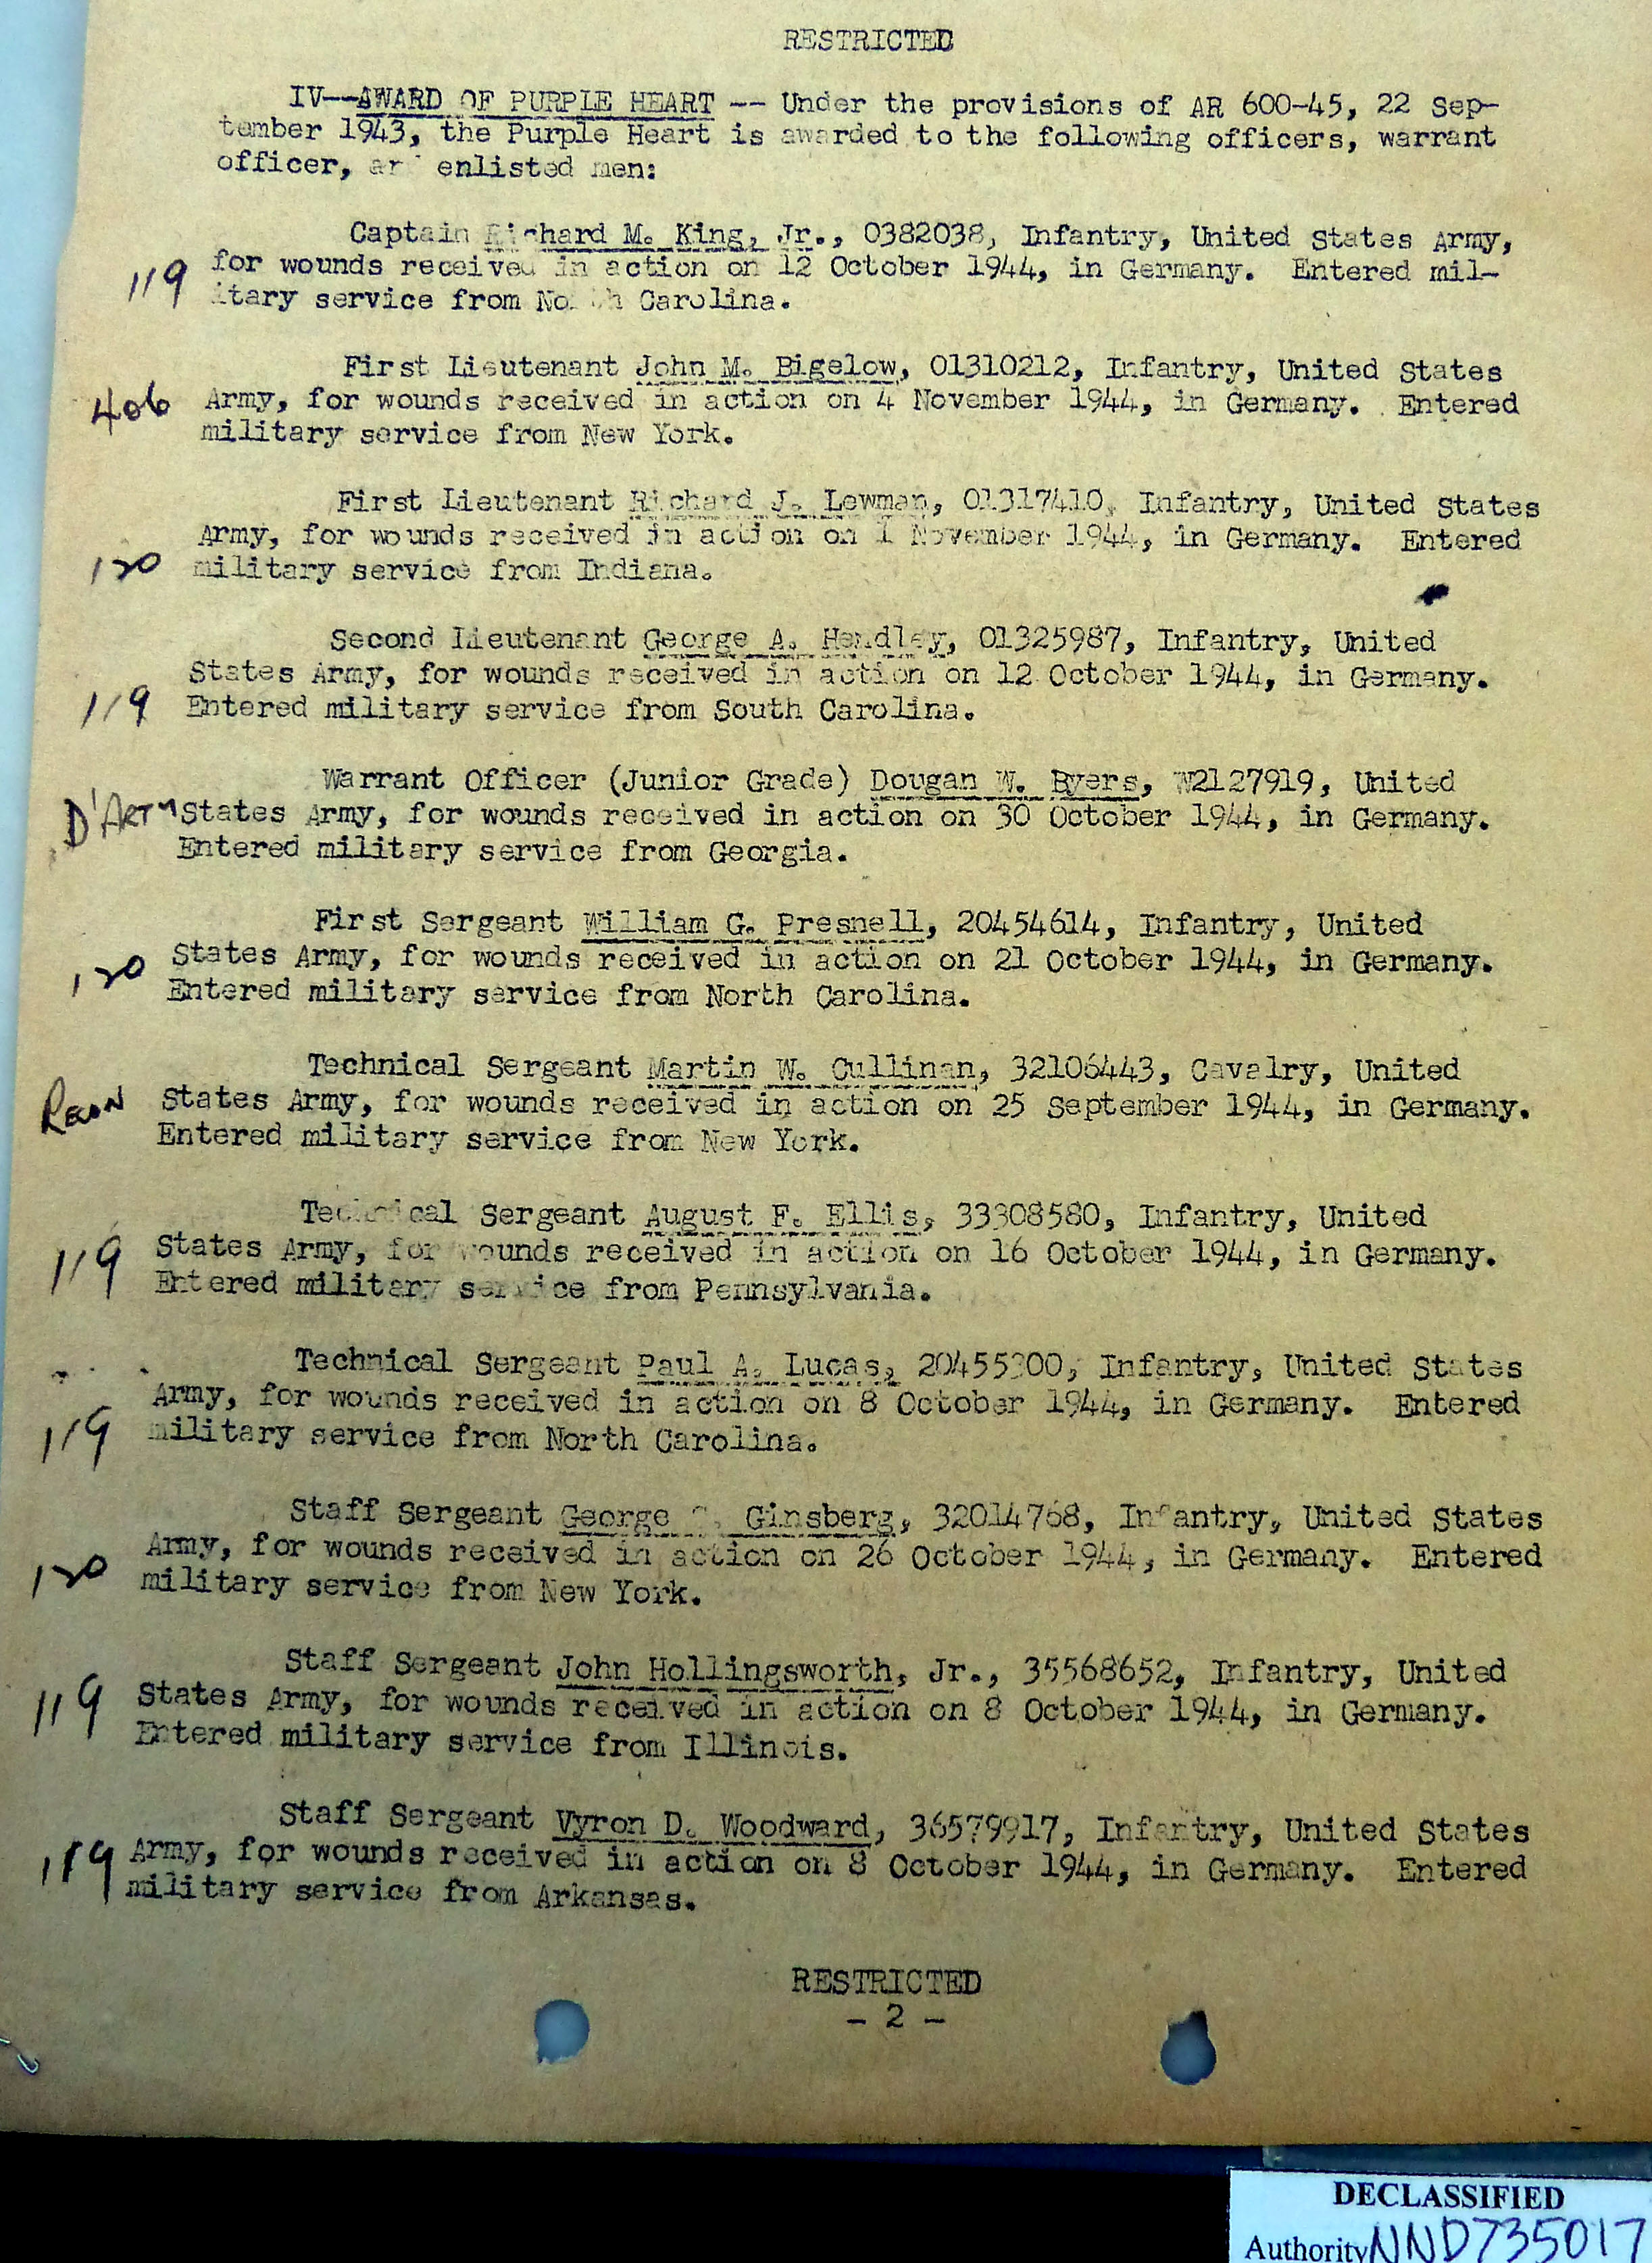 RESTRICTED
IV--AWARD OF PURPLE HEART -- Under the provisions of AR 600-45, 22 Sep-
tember 1943, the Purple Heart is awarded to the following officers, warrant
officer, enlisted men:
Captain Richard M. King, Jr., 0382038, Infantry, United States Army,
119 for wounds received in action on 12 October 1944, in Germany. Entered mil-
itary service from North Carolina.
First Lieutenant John M. Bigelow, 01310212, Infantry, United States
406 Army, for wounds received in action on 4 November 1944, in Germany. Entered
military service from New York.
First Lieutenant Richard J. Lewman, 01317410, Infantry, United States
Army, for wounds received in action on 1 November 1944, in Germany. Entered
120 military service from Indiana.
Second Lieutenant George A. Hendley, 01325987, Infantry, United
States Army, for wounds received in action on 12 October 1944, in Germany.
119 Entered military service from South Carolina.
Warrant Officer (Junior Grade) Dougan W. Byers, W2127919, United
D'ARTY States Army, for wounds received in action on 30 October 1944, in Germany.
Entered military service from Georgia.
First Sergeant William G. Presnell, 20454614, Infantry, United
120 States Army, for wounds received in action on 21 October 1944, in Germany.
Entered military service from North Carolina.
Technical Sergeant Martin W. Cullinan, 32106443, Cavalry, United
Recon States Army, for wounds received in action on 25 September 1944, in Germany.
Entered military service from New York.
Technical Sergeant August F. Ellis, 33308580, Infantry, United
119 States Army, for wounds received in action on 16 October 1944, in Germany.
Entered military service from Pennsylvania.
Technical Sergeant Paul A. Lucas, Infantry, United States
Army, for wounds received in action on 8 October 1944, in Germany. Entered
119 military service from North Carolina.
Staff Sergeant George Ginsberg, 32014768, Infantry, United States
120 Army, for wounds received in action on 26 October 1944, in Germany. Entered
military service from New York.
Staff Sergeant John Hollingsworth, Jr., 35568652, Infantry, United
119 States Army, for wounds received in action on 8 October 1944, in Germany.
Entered military service from Illinois.
Staff Sergeant Vyron D. Woodward, 36579917, Infantry, United States
119 Army, for wounds received in action on 8 October 1944, in Germany. Entered
military service from Arkansas.
RESTRICTED
- 2 -
DECLASSIFIED
Authority NND735017